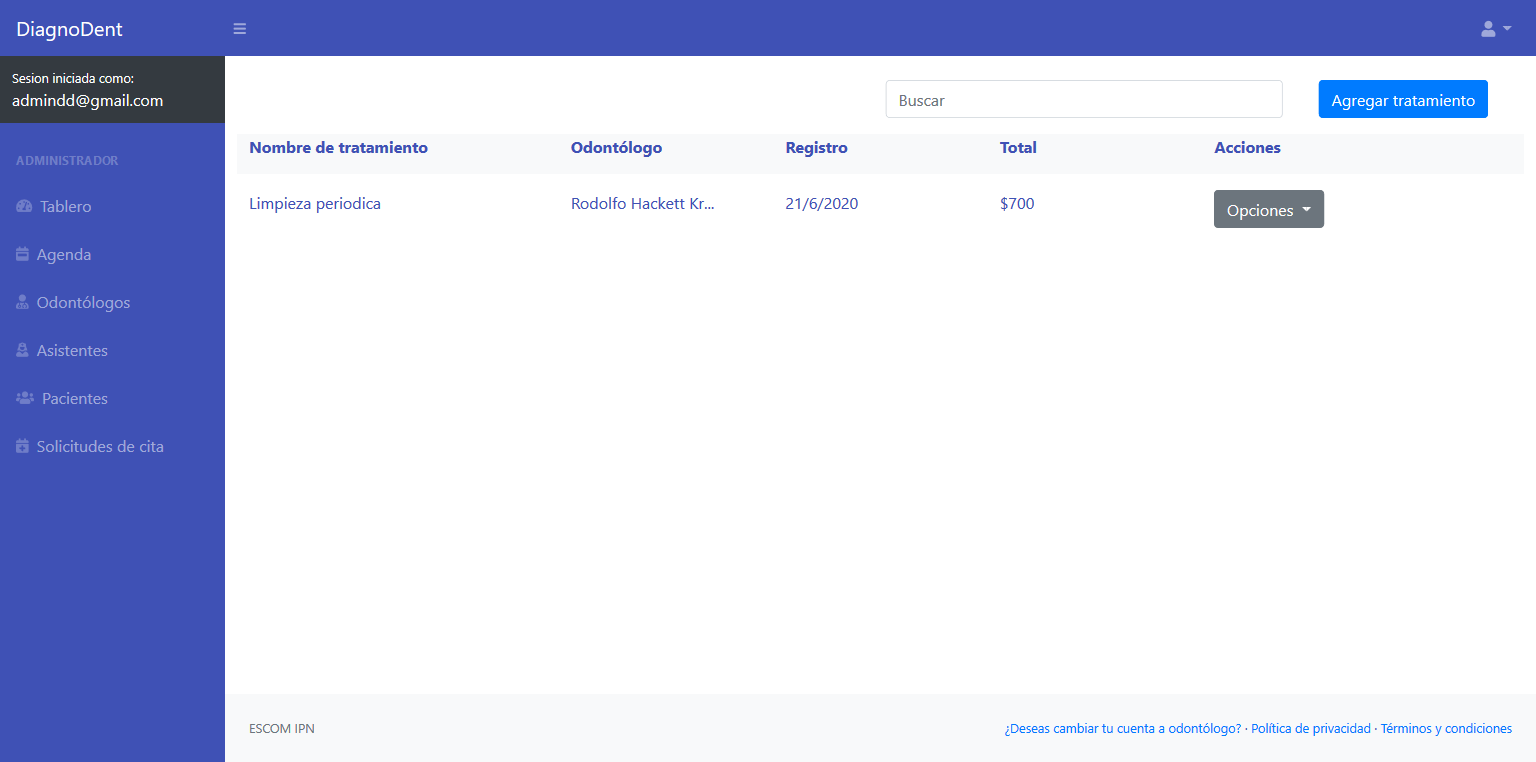 DiagnoDent
Sesion iniciada como:
admindd@gmail.com
ADMINISTRADOR
Tablero
Agenda
Odontólogos
Asistentes
Pacientes
Solicitudes de cita
Buscar
Agregar tratamiento
Nombre de tratamiento Odontólogo Registro Total Acciones
Limpieza periodica Rodolfo Hackett Kr... 21/6/2020 $700 Opciones
ESCOM IPN
¿Deseas cambiar tu cuenta a odontólogo? · Política de privacidad · Términos y condiciones